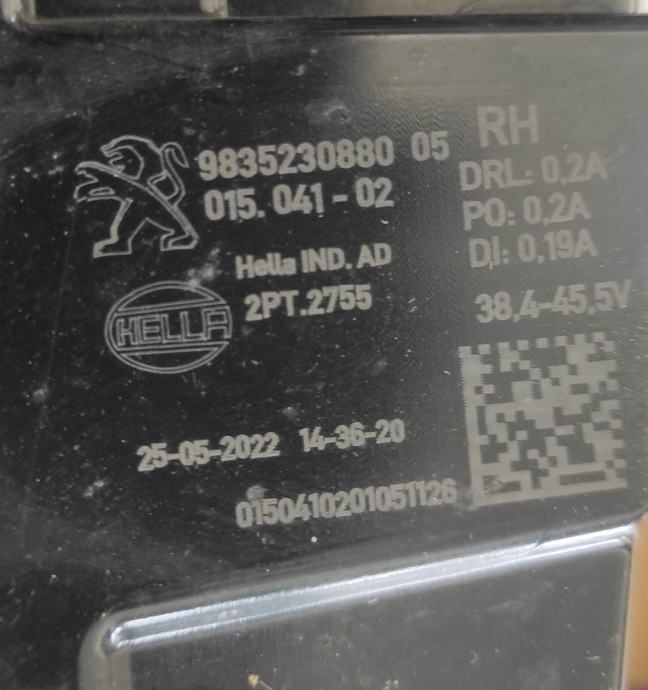 9835230880 05 RH
015. 041 - 02
DRL: 0,2A
PO: 0,2A
DI: 0,19A
Hella IND. AD
2PT.2755
HELLA
38,4-45,5V
25-05-2022 14-36-20
0150410201051126